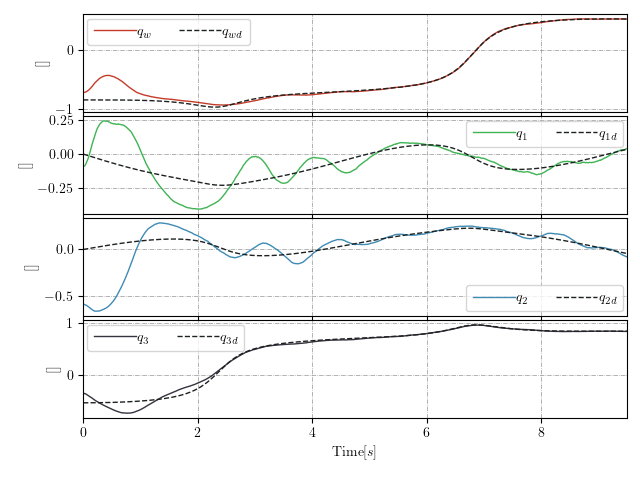 q_w q_wd
0
−1
[]
0.25 q_1 q_1d
0.00
−0.25
[]
0.0
−0.5 q_2 q_2d
[]
1 q_3 q_3d
0
[]
0 2 4 6 8
Time[s]